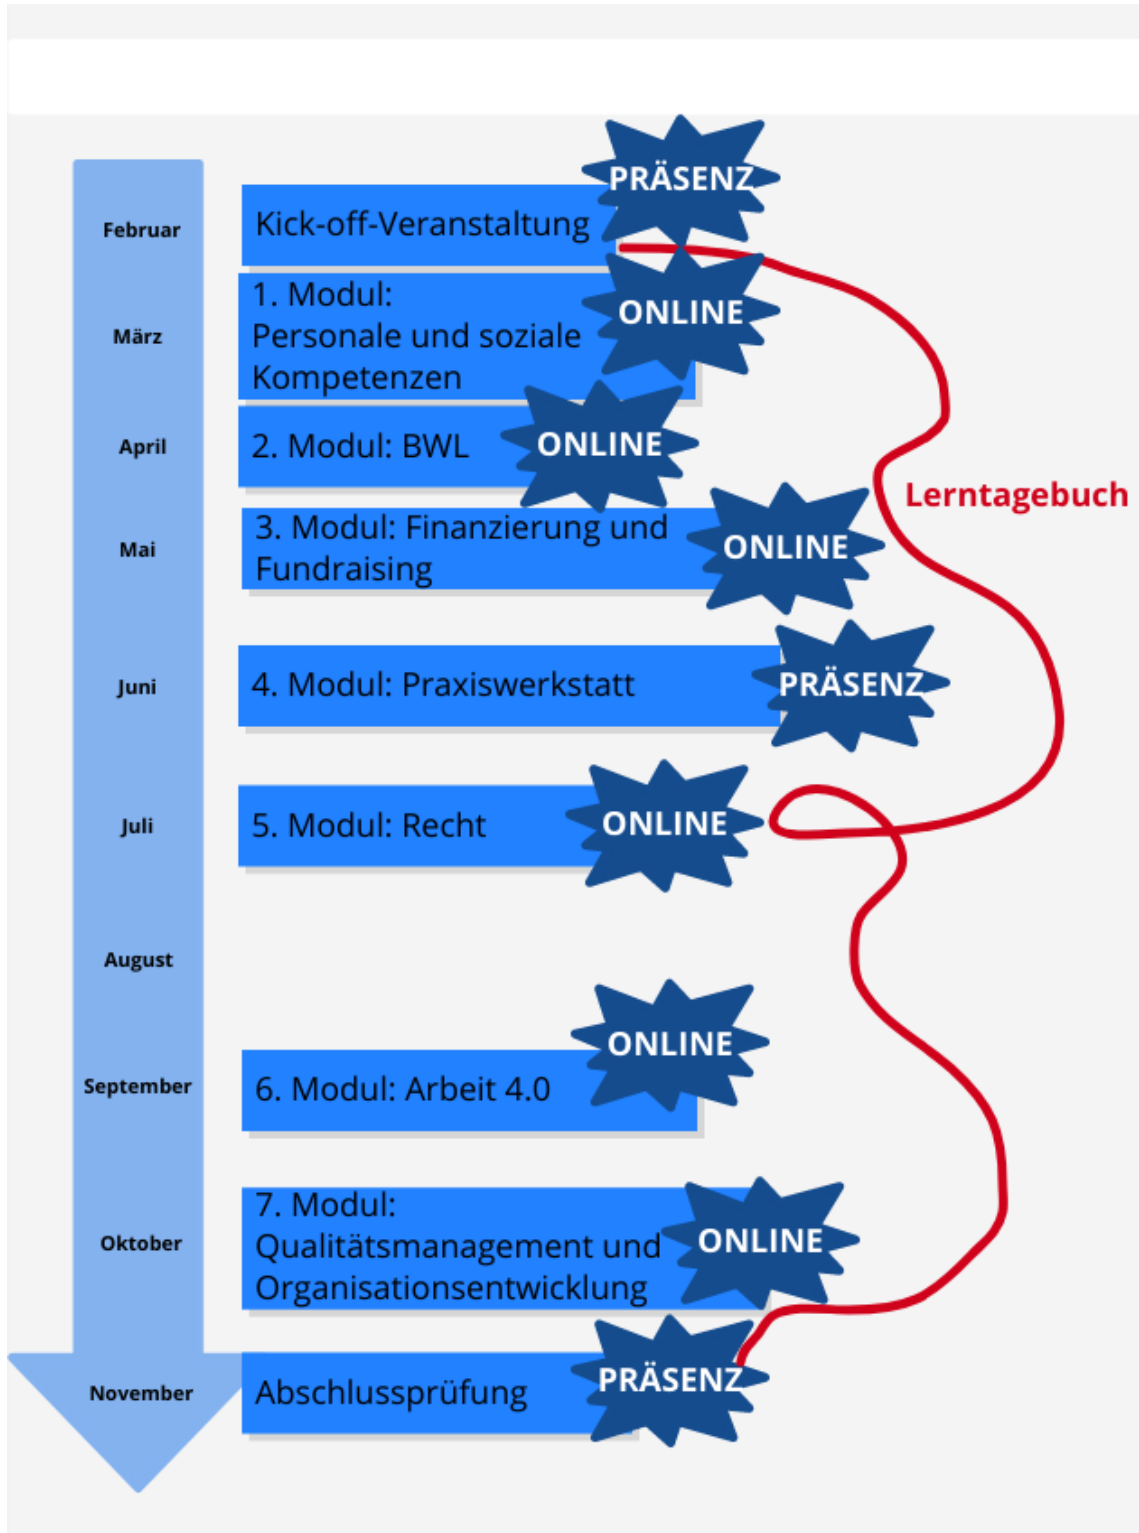 PRÄSENZ
Februar
Kick-off-Veranstaltung
1. Modul:
ONLINE
März
Personale und soziale
Kompetenzen
April
2. Modul: BWL
ONLINE
Lerntagebuch
3. Modul: Finanzierung und
Mai
ONLINE
Fundraising
Juni
4. Modul: Praxiswerkstatt
PRÄSENZ
Juli
5. Modul: Recht
ONLINE
August
ONLINE
September
6. Modul: Arbeit 4.0
7. Modul:
Oktober
Qualitätsmanagement und
ONLINE
Organisationsentwicklung
PRÄSENZ
November
Abschlussprüfung